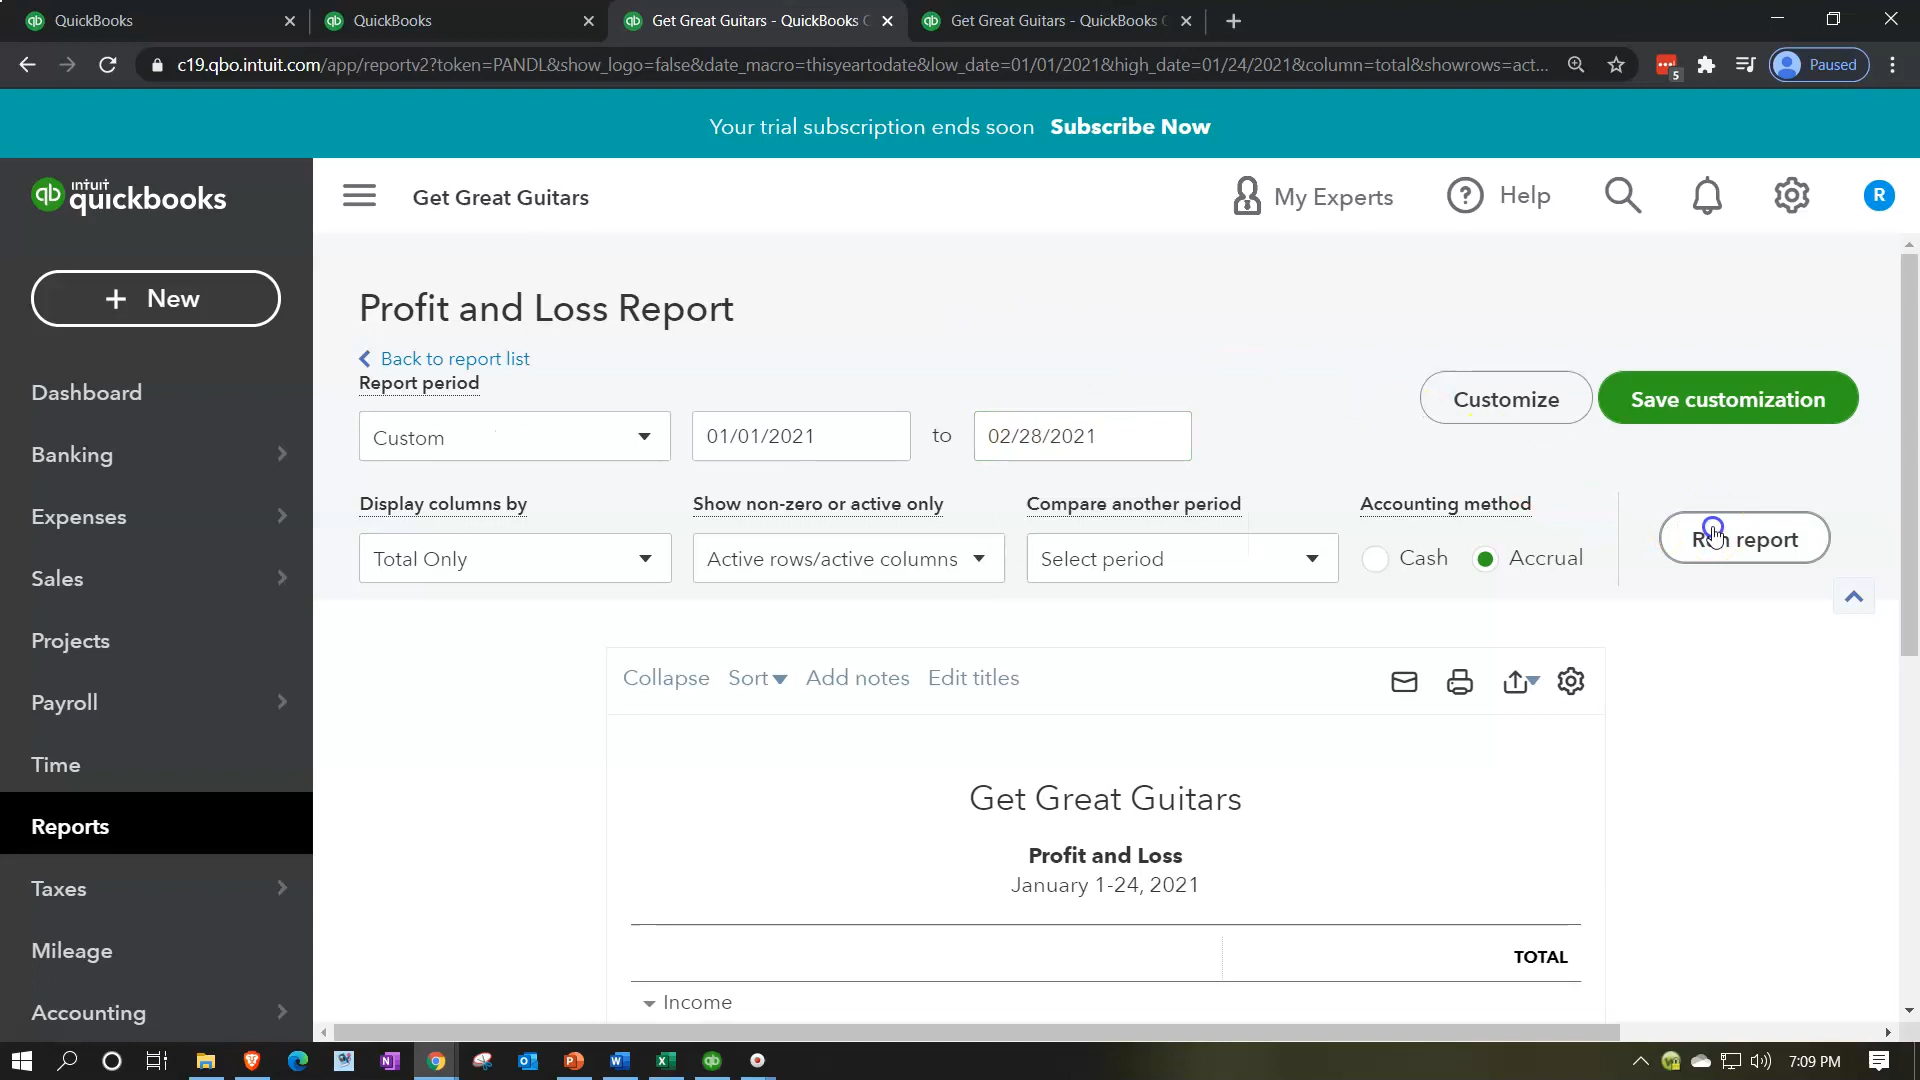 QuickBooks
QuickBooks
Get Great Guitars - QuickBooks
Get Great Guitars - QuickBooks
c19.qbo.intuit.com/app/reportv2?token=PANDL&show_logo=false&date_macro=thisyeartodate&low_date=01/01/2021&high_date=01/24/2021&column=total&showrows=act...
5
Paused
Your trial subscription ends soon Subscribe Now
intuit
qb quickbooks
Get Great Guitars
My Experts
Help
R
+ New
Dashboard
Banking
Expenses
Sales
Projects
Payroll
Time
Reports
Taxes
Mileage
Accounting
Profit and Loss Report
Back to report list
Report period
Custom
01/01/2021
to
02/28/2021
Customize
Save customization
Display columns by
Show non-zero or active only
Compare another period
Accounting method
Total Only
Active rows/active columns
Select period
Cash
Accrual
Run report
Collapse
Sort
Add notes
Edit titles
Get Great Guitars
Profit and Loss
January 1-24, 2021
TOTAL
Income
7:09 PM